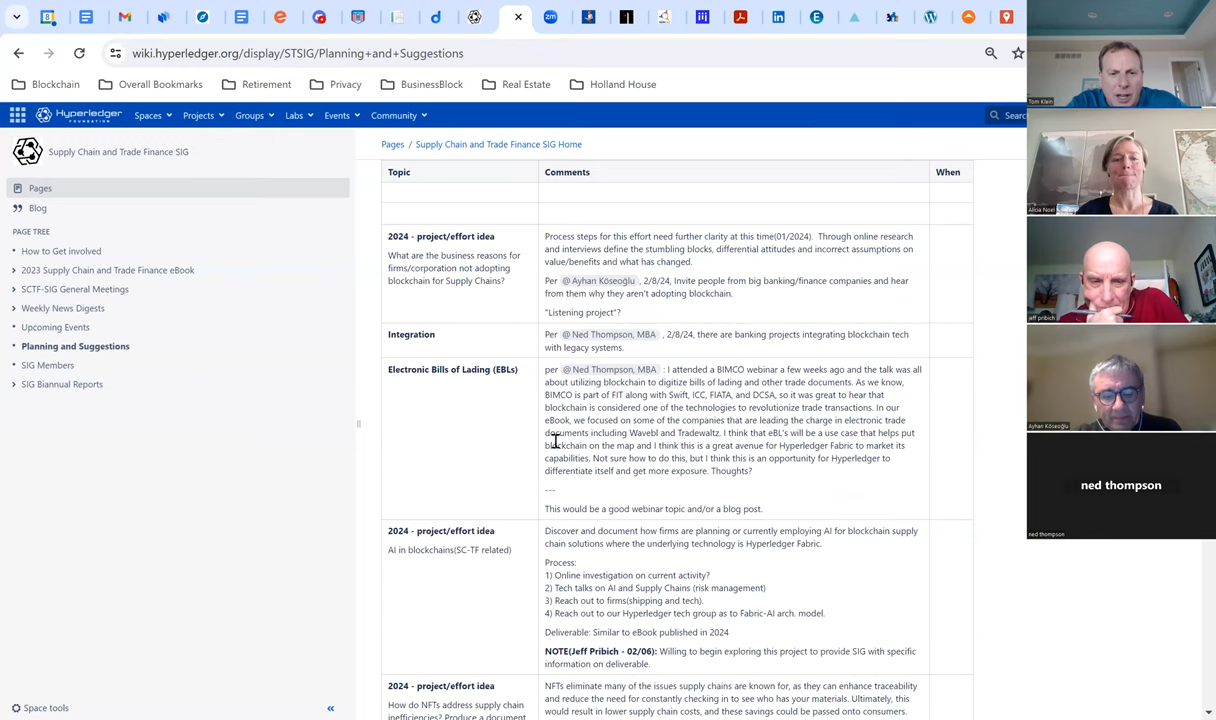 wiki.hyperledger.org/display/STSIG/Planning+and+Suggestions
Blockchain
Overall Bookmarks
Retirement
Privacy
BusinessBlock
Real Estate
Holland House
Hyperledger
FOUNDATION
Spaces
Projects
Groups
Labs
Events
Community
Searc
Supply Chain and Trade Finance SIG
Pages
Blog
PAGE TREE
How to Get involved
2023 Supply Chain and Trade Finance eBook
SCTF-SIG General Meetings
Weekly News Digests
Upcoming Events
Planning and Suggestions
SIG Members
SIG Biannual Reports
Space tools
Pages / Supply Chain and Trade Finance SIG Home
Topic
Comments
When
2024 - project/effort idea
What are the business reasons for
firms/corporation not adopting
blockchain for Supply Chains?
Process steps for this effort need further clarity at this time(01/2024). Through online research
and interviews define the stumbling blocks, differential attitudes and incorrect assumptions on
value/benefits and what has changed.
Per @Ayhan Köseoğlu , 2/8/24, Invite people from big banking/finance companies and hear
from them why they aren't adopting blockchain.
"Listening project"?
Integration
Per @Ned Thompson, MBA , 2/8/24, there are banking projects integrating blockchain tech
with legacy systems.
Electronic Bills of Lading (EBLs)
per @Ned Thompson, MBA : I attended a BIMCO webinar a few weeks ago and the talk was all
about utilizing blockchain to digitize bills of lading and other trade documents. As we know,
BIMCO is part of FIT along with Swift, ICC, FIATA, and DCSA, so it was great to hear that
blockchain is considered one of the technologies to revolutionize trade transactions. In our
eBook, we focused on some of the companies that are leading the charge in electronic trade
documents including Wavebl and Tradewaltz. I think that eBL's will be a use case that helps put
blockchain on the map and I think this is a great avenue for Hyperledger Fabric to market its
capabilities. Not sure how to do this, but I think this is an opportunity for Hyperledger to
differentiate itself and get more exposure. Thoughts?
---
This would be a good webinar topic and/or a blog post.
2024 - project/effort idea
AI in blockchains(SC-TF related)
Discover and document how firms are planning or currently employing AI for blockchain supply
chain solutions where the underlying technology is Hyperledger Fabric.
Process:
1) Online investigation on current activity?
2) Tech talks on AI and Supply Chains (risk management)
3) Reach out to firms(shipping and tech).
4) Reach out to our Hyperledger tech group as to Fabric-AI arch. model.
Deliverable: Similar to eBook published in 2024
NOTE(Jeff Pribich - 02/06): Willing to begin exploring this project to provide SIG with specific
information on deliverable.
2024 - project/effort idea
How do NFTs address supply chain
inefficiencies? Produce a document
NFTs eliminate many of the issues supply chains are known for, as they can enhance traceability
and reduce the need for constantly checking in to see who has your materials. Ultimately, this
would result in lower supply chain costs, and these savings could be passed onto consumers.
Tom Klein
Alicia Noel
jeff pribich
Ayhan Köseoğlu
ned thompson
ned thompson